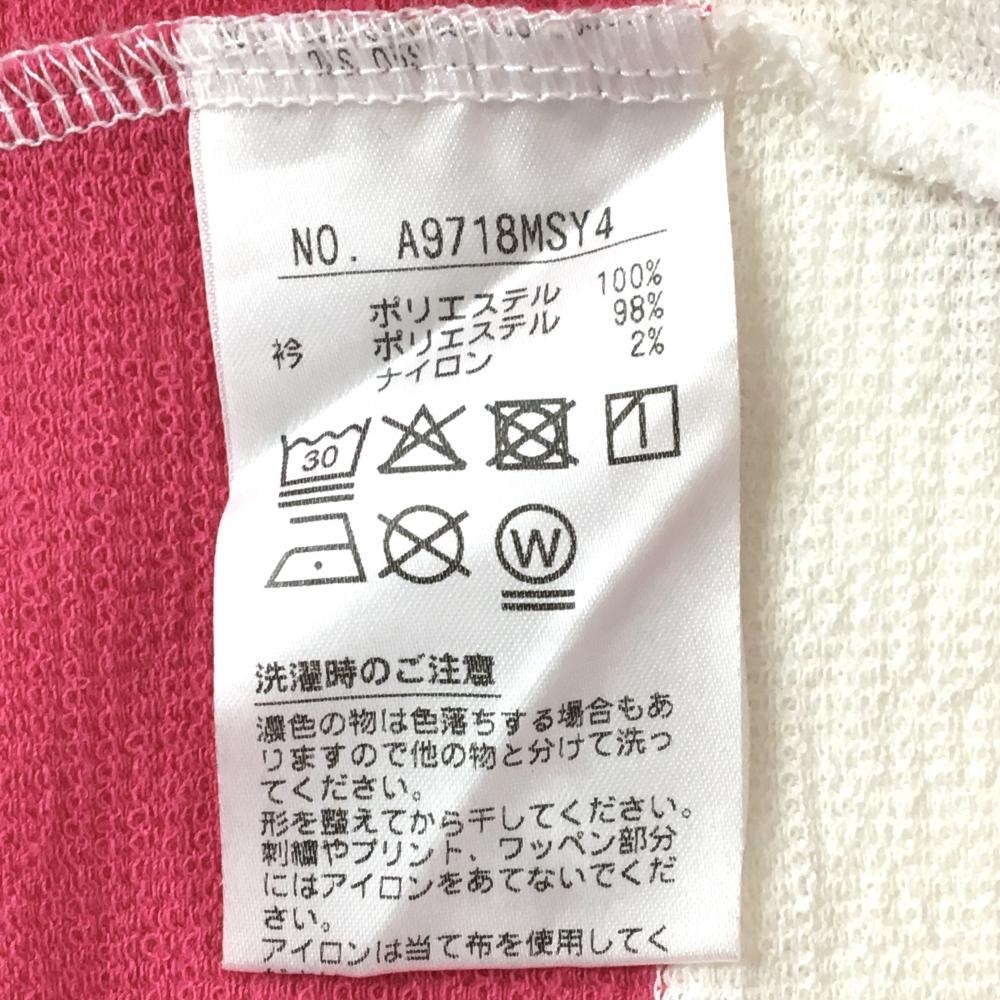 NO. A9718MSY4
ポリエステル 100%
衿 ポリエステル 98%
ナイロン 2%
30
W
洗濯時のご注意
濃色の物は色落ちする場合もあ
りますので他の物と分けて洗っ
てください。
形を整えてから干してください。
刺繍やプリント、ワッペン部分
にはアイロンをあてないでくだ
さい。
アイロンは当て布を使用してく